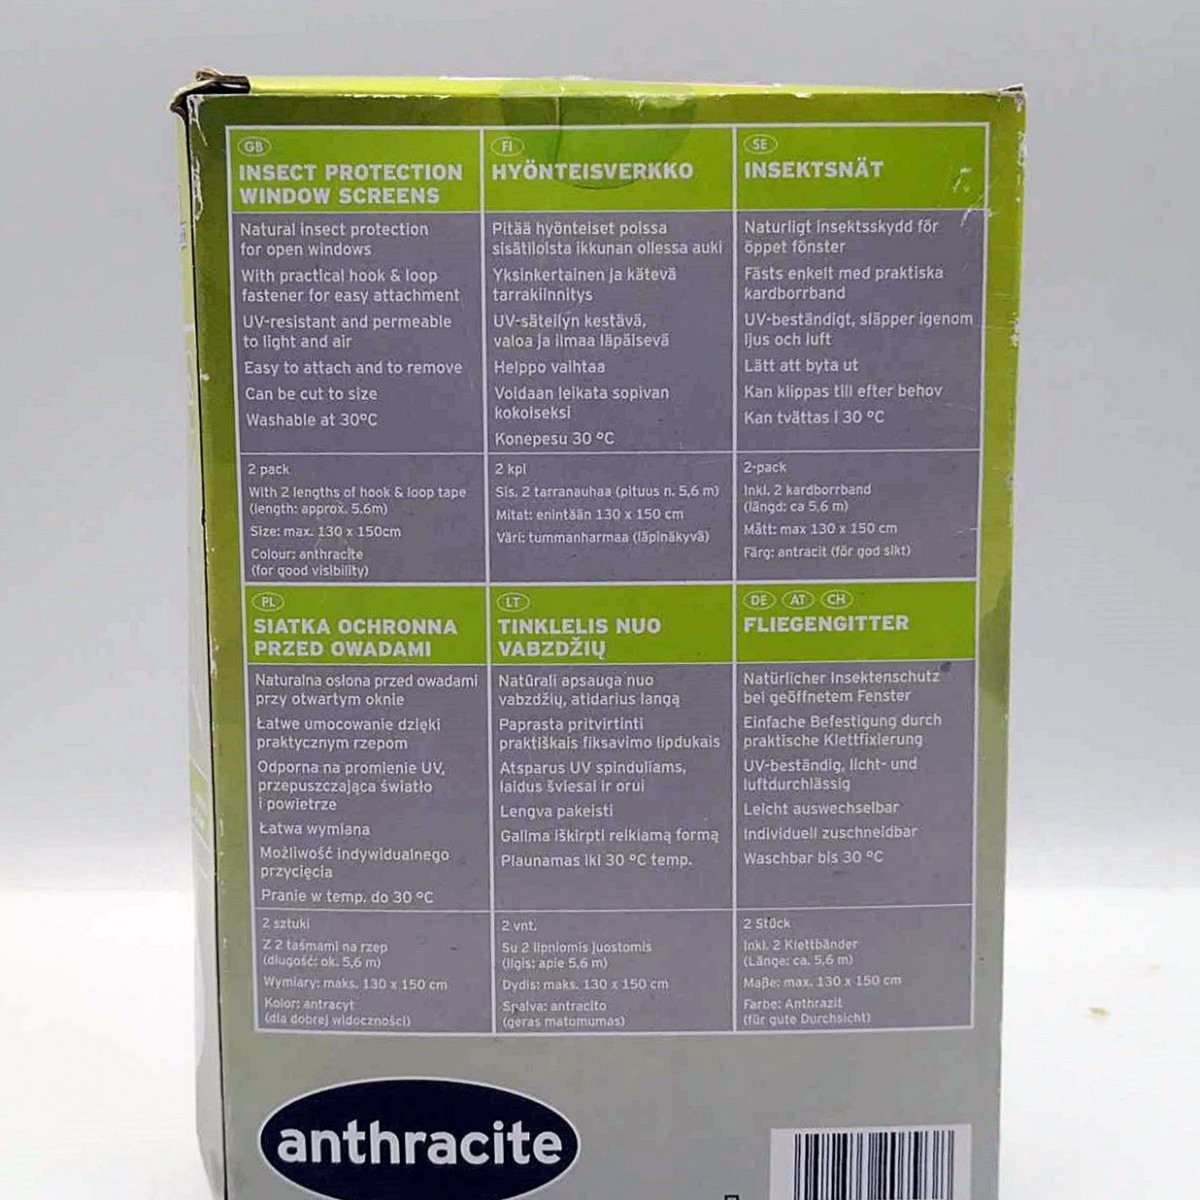 GB
INSECT PROTECTION
WINDOW SCREENS
Natural insect protection
for open windows
With practical hook & loop
fastener for easy attachment
UV-resistant and permeable
to light and air
Easy to attach and to remove
Can be cut to size
Washable at 30°C
2 pack
With 2 lengths of hook & loop tape
(length: approx. 5.6m)
Size: max. 130 x 150cm
Colour: anthracite
(for good visibility)
FI
HYÖNTEISVERKKO
Pitää hyönteiset poissa
sisätiloista ikkunan ollessa auki
Yksinkertainen ja kätevä
tarrakiinnitys
UV-säteilyn kestävä,
valoa ja ilmaa läpäisevä
Helppo vaihtaa
Voidaan leikata sopivan
kokoiseksi
Konepesu 30 °C
2 kpl
Sis. 2 tarranauhaa (pituus n. 5,6 m)
Mitat: enintään 130 x 150 cm
Väri: tummanharmaa (läpinäkyvä)
SE
INSEKTSNÄT
Naturligt insektsskydd för
öppet fönster
Fästs enkelt med praktiska
kardborrband
UV-beständigt, släpper igenom
ljus och luft
Lätt att byta ut
Kan klippas till efter behov
Kan tvättas i 30 °C
2-pack
Inkl. 2 kardborrband
(längd: ca 5,6 m)
Mått: max 130 x 150 cm
Färg: antracit (för god sikt)
PL
SIATKA OCHRONNA
PRZED OWADAMI
Naturalna osłona przed owadami
przy otwartym oknie
Łatwe umocowanie dzięki
praktycznym rzepom
Odporna na promienie UV,
przepuszczająca światło
i powietrze
Łatwa wymiana
Możliwość indywidualnego
przycięcia
Pranie w temp. do 30 °C
2 sztuki
Z 2 taśmami na rzep
(długość: ok. 5,6 m)
Wymiary: maks. 130 x 150 cm
Kolor: antracyt
(dla dobrej widoczności)
LT
TINKLELIS NUO
VABZDŽIŲ
Natūrali apsauga nuo
vabzdžių, atidarius langą
Paprasta pritvirtinti
praktiškais fiksavimo lipdukais
Atsparus UV spinduliams,
laidus šviesai ir orui
Lengva pakeisti
Galima iškirpti reikiamą formą
Plaunamas iki 30 °C temp.
2 vnt.
Su 2 lipniomis juostomis
(ilgis: apie 5,6 m)
Dydis: maks. 130 x 150 cm
Spalva: antracito
(geras matomumas)
DE AT CH
FLIEGENGITTER
Natürlicher Insektenschutz
bei geöffnetem Fenster
Einfache Befestigung durch
praktische Klettfixierung
UV-beständig, licht- und
luftdurchlässig
Leicht auswechselbar
Individuell zuschneidbar
Waschbar bis 30 °C
2 Stück
Inkl. 2 Klettbänder
(Länge: ca. 5,6 m)
Maße: max. 130 x 150 cm
Farbe: Anthrazit
(für gute Durchsicht)
anthracite